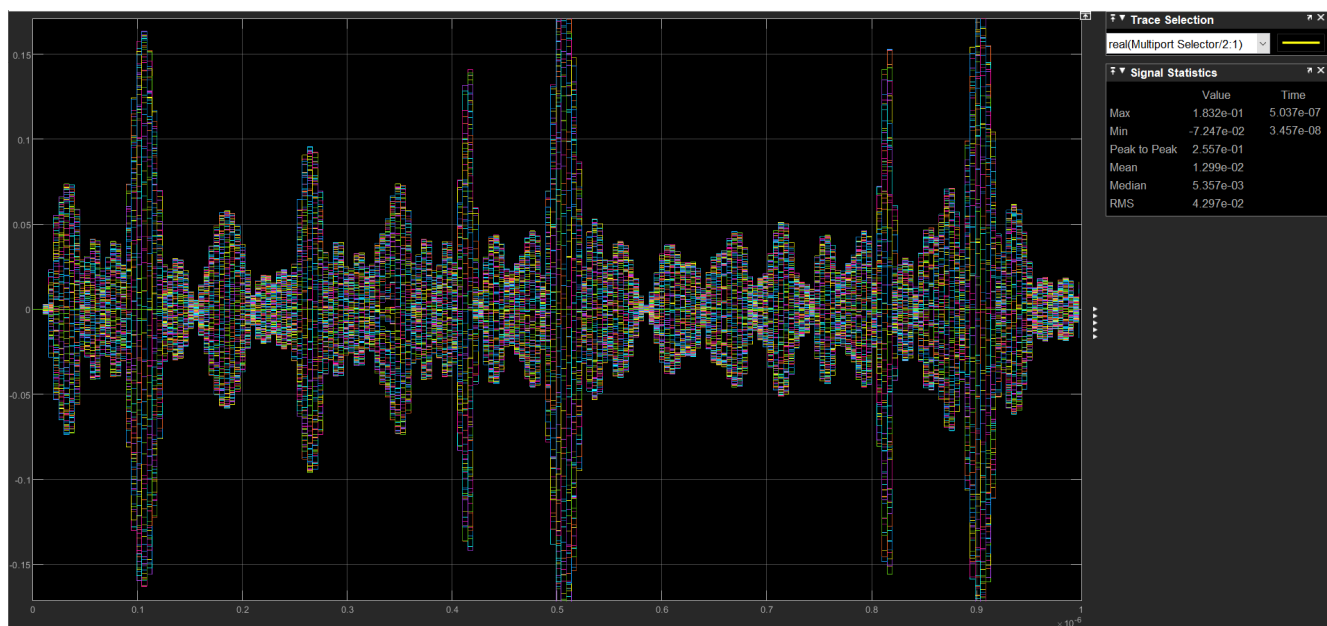 Trace Selection
real(Multiport Selector/2:1)
Signal Statistics
Value Time
Max 1.832e-01 5.037e-07
Min -7.247e-02 3.457e-08
Peak to Peak 2.557e-01
Mean 1.299e-02
Median 5.357e-03
RMS 4.297e-02
0.15
0.1
0.05
0
-0.05
-0.1
-0.15
0 0.1 0.2 0.3 0.4 0.5 0.6 0.7 0.8 0.9 1
× 10⁻⁶